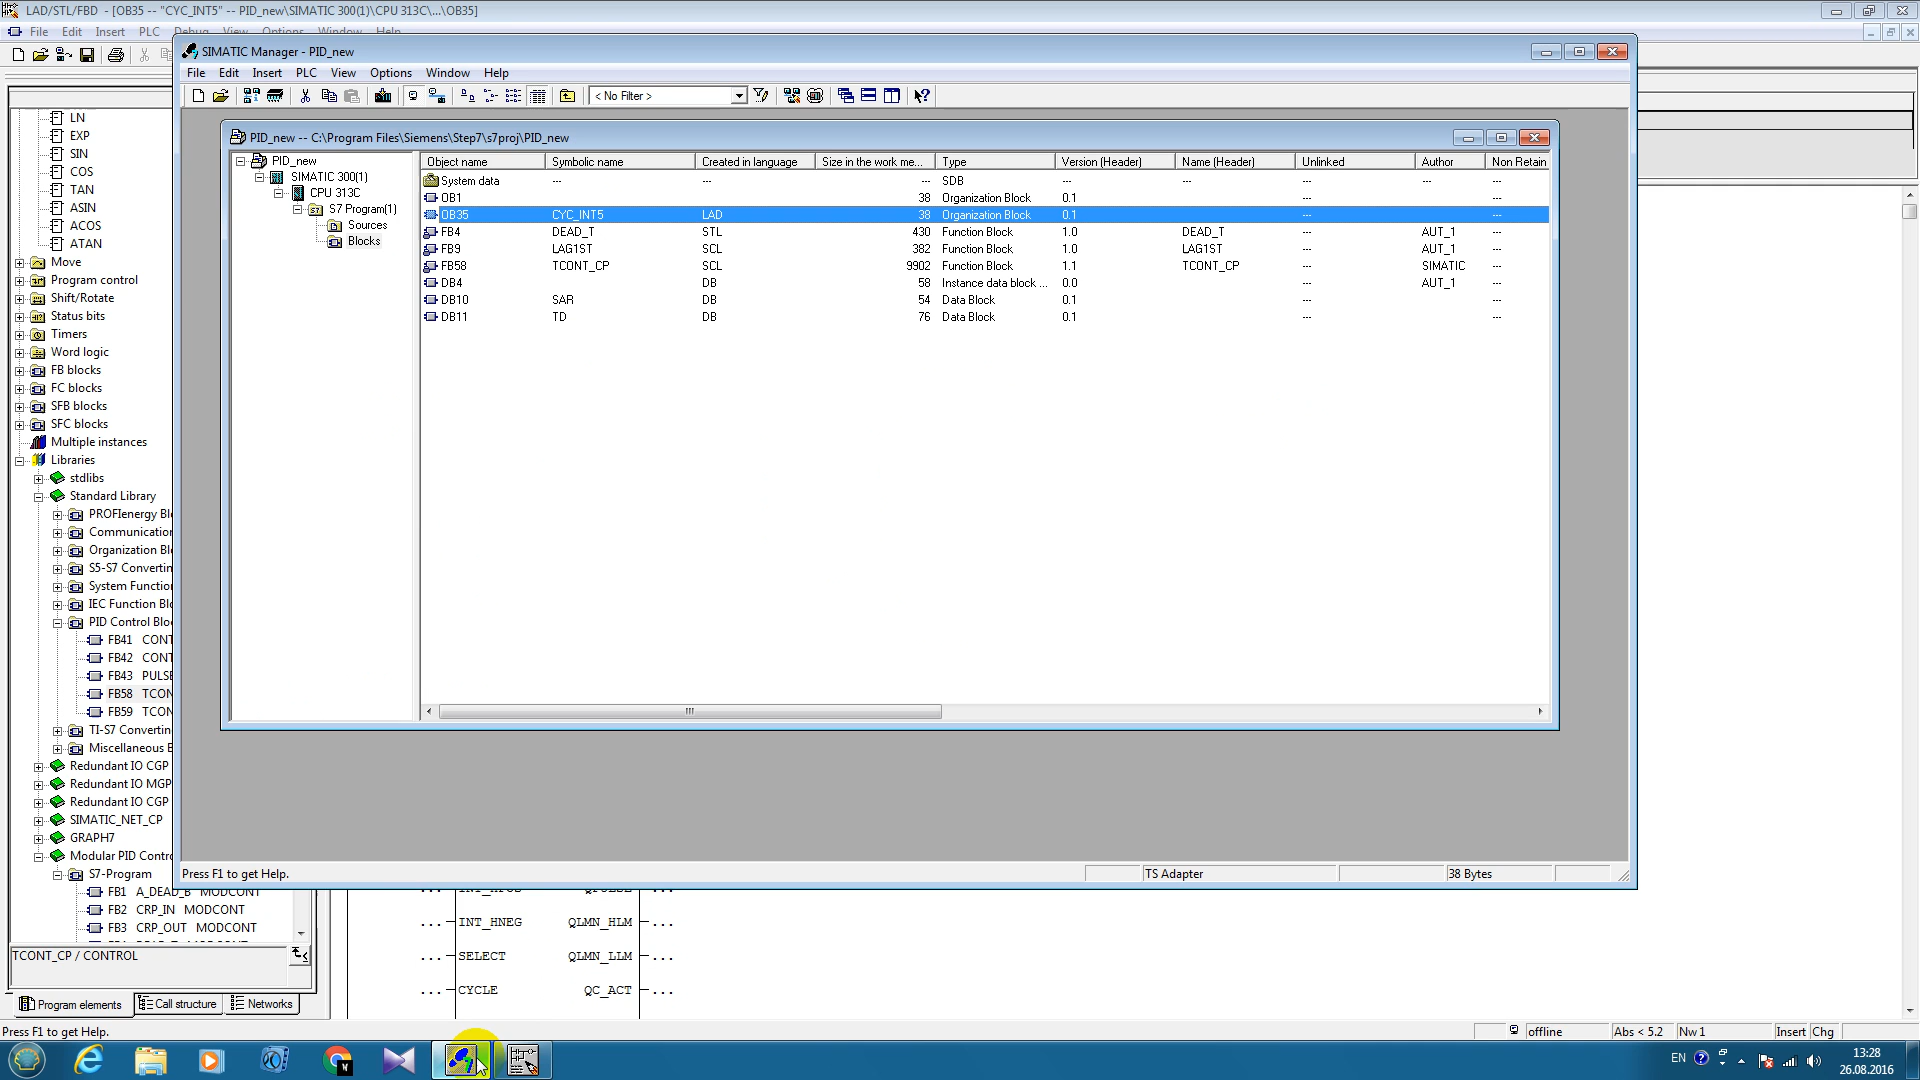 LAD/STL/FBD - [OB35 -- "CYC_INT5" -- PID_new\SIMATIC 300(1)\CPU 313C\...\OB35]
File Edit Insert PLC Debug View Options Window Help
SIMATIC Manager - PID_new
File Edit Insert PLC View Options Window Help
< No Filter >
PID_new -- C:\Program Files\Siemens\Step7\s7proj\PID_new
PID_new
SIMATIC 300(1)
CPU 313C
S7 Program(1)
Sources
Blocks
Object name Symbolic name Created in language Size in the work me... Type Version (Header) Name (Header) Unlinked Author Non Retain
System data --- --- --- SDB --- --- --- --- ---
OB1 38 Organization Block 0.1 --- ---
OB35 CYC_INT5 LAD 38 Organization Block 0.1 --- ---
FB4 DEAD_T STL 430 Function Block 1.0 DEAD_T --- AUT_1 ---
FB9 LAG1ST SCL 382 Function Block 1.0 LAG1ST --- AUT_1 ---
FB58 TCONT_CP SCL 9902 Function Block 1.1 TCONT_CP --- SIMATIC ---
DB4 DB 58 Instance data block ... 0.0 --- AUT_1 ---
DB10 SAR DB 54 Data Block 0.1 --- ---
DB11 TD DB 76 Data Block 0.1 --- ---
Press F1 to get Help. TS Adapter 38 Bytes
LN
EXP
SIN
COS
TAN
ASIN
ACOS
ATAN
Move
Program control
Shift/Rotate
Status bits
Timers
Word logic
FB blocks
FC blocks
SFB blocks
SFC blocks
Multiple instances
Libraries
stdlibs
Standard Library
PROFIenergy Bl
Communication
Organization Bl
S5-S7 Convertin
System Function
IEC Function Blo
PID Control Bloc
FB41 CONT
FB42 CONT
FB43 PULSE
FB58 TCON
FB59 TCON
TI-S7 Convertin
Miscellaneous B
Redundant IO CGP
Redundant IO MGP
Redundant IO CGP
SIMATIC_NET_CP
GRAPH7
Modular PID Contr
S7-Program
FB1 A_DEAD_B MODCONT
FB2 CRP_IN MODCONT
FB3 CRP_OUT MODCONT
TCONT_CP / CONTROL
Program elements Call structure Networks
... INT_HNEG QLMN_HLM ...
... SELECT QLMN_LLM ...
... CYCLE QC_ACT ...
Press F1 to get Help. offline Abs < 5.2 Nw 1 Insert Chg
EN 13:28
26.08.2016